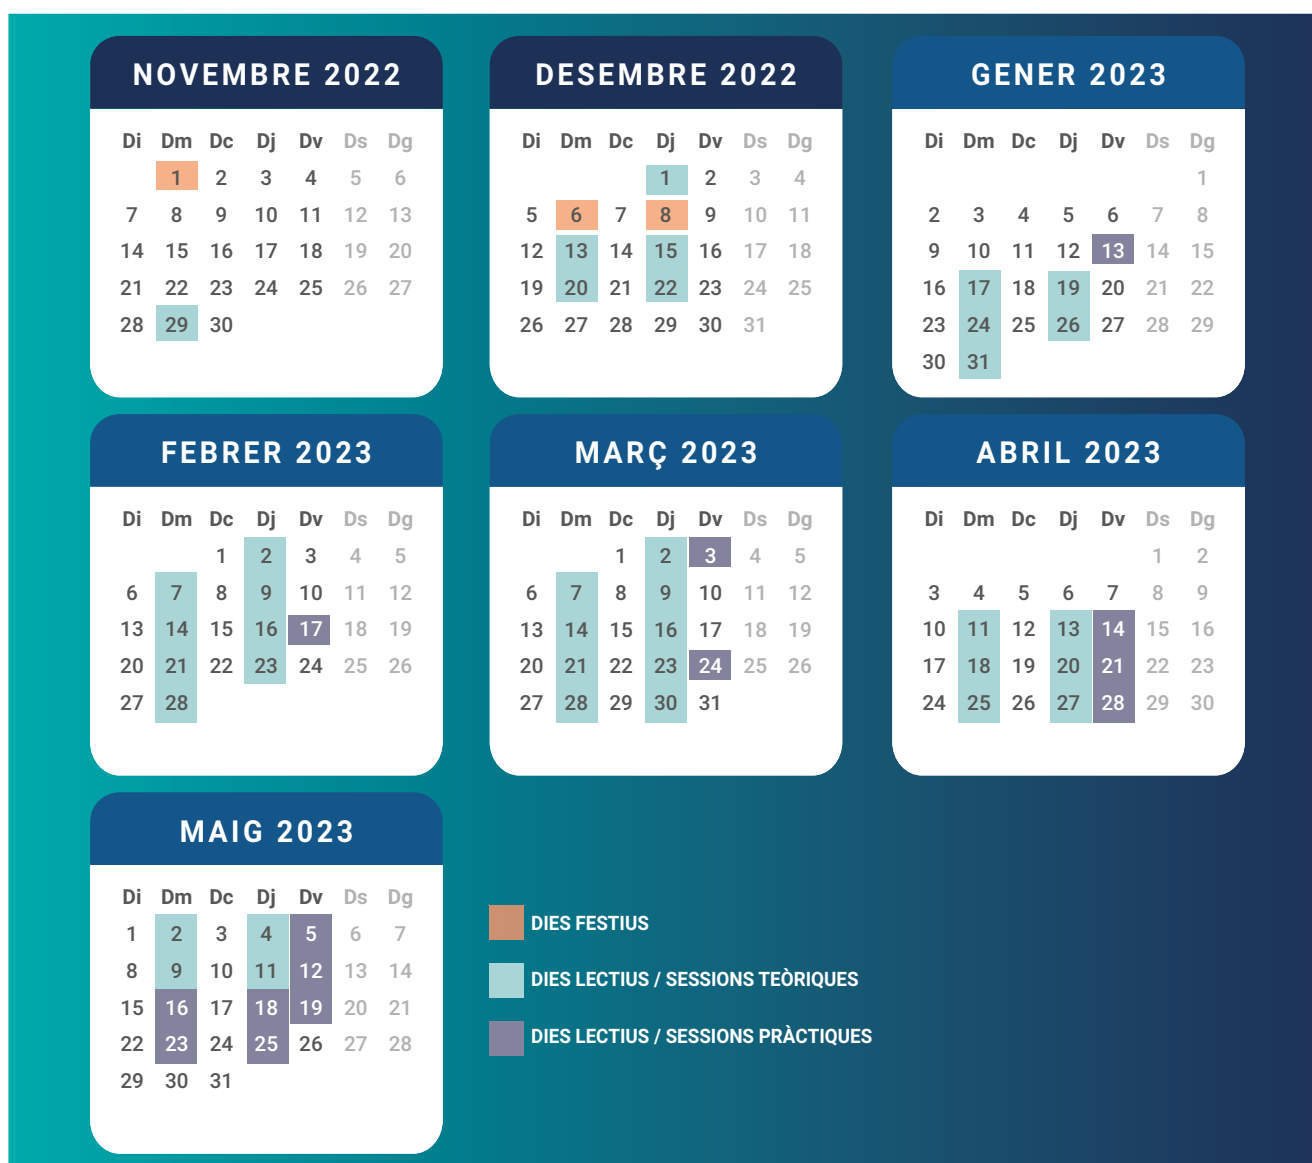 NOVEMBRE 2022
Di Dm Dc Dj Dv Ds Dg
1 2 3 4 5 6
7 8 9 10 11 12 13
14 15 16 17 18 19 20
21 22 23 24 25 26 27
28 29 30
DESEMBRE 2022
Di Dm Dc Dj Dv Ds Dg
1 2 3 4
5 6 7 8 9 10 11
12 13 14 15 16 17 18
19 20 21 22 23 24 25
26 27 28 29 30 31
GENER 2023
Di Dm Dc Dj Dv Ds Dg
1
2 3 4 5 6 7 8
9 10 11 12 13 14 15
16 17 18 19 20 21 22
23 24 25 26 27 28 29
30 31
FEBRER 2023
Di Dm Dc Dj Dv Ds Dg
1 2 3 4 5
6 7 8 9 10 11 12
13 14 15 16 17 18 19
20 21 22 23 24 25 26
27 28
MARÇ 2023
Di Dm Dc Dj Dv Ds Dg
1 2 3 4 5
6 7 8 9 10 11 12
13 14 15 16 17 18 19
20 21 22 23 24 25 26
27 28 29 30 31
ABRIL 2023
Di Dm Dc Dj Dv Ds Dg
1 2
3 4 5 6 7 8 9
10 11 12 13 14 15 16
17 18 19 20 21 22 23
24 25 26 27 28 29 30
MAIG 2023
Di Dm Dc Dj Dv Ds Dg
1 2 3 4 5 6 7
8 9 10 11 12 13 14
15 16 17 18 19 20 21
22 23 24 25 26 27 28
29 30 31
DIES FESTIUS
DIES LECTIUS / SESSIONS TEÒRIQUES
DIES LECTIUS / SESSIONS PRÀCTIQUES